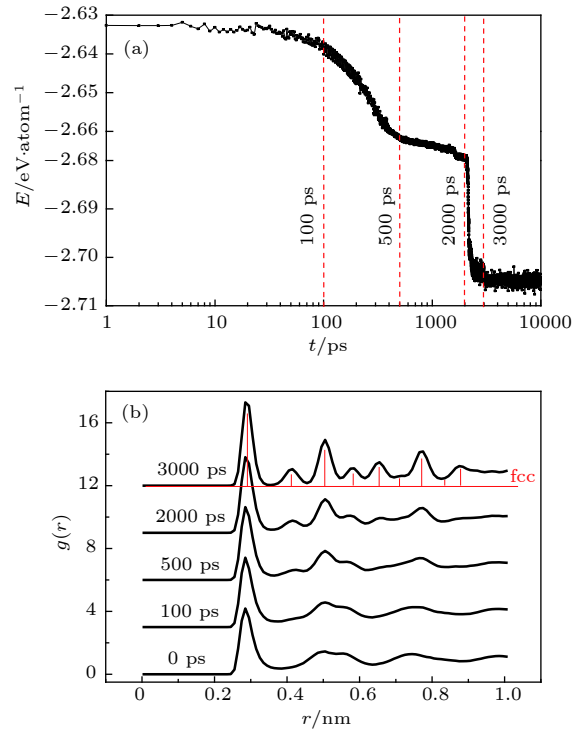 (a)
E/eV·atom⁻¹
−2.63
−2.64
−2.66
−2.68
−2.69
−2.70
−2.71
100 ps
500 ps
2000 ps
3000 ps
1 10 100 1000 10000
t/ps
(b)
g(r)
16
12
8
4
0
3000 ps
fcc
2000 ps
500 ps
100 ps
0 ps
0 0.2 0.4 0.6 0.8 1.0
r/nm